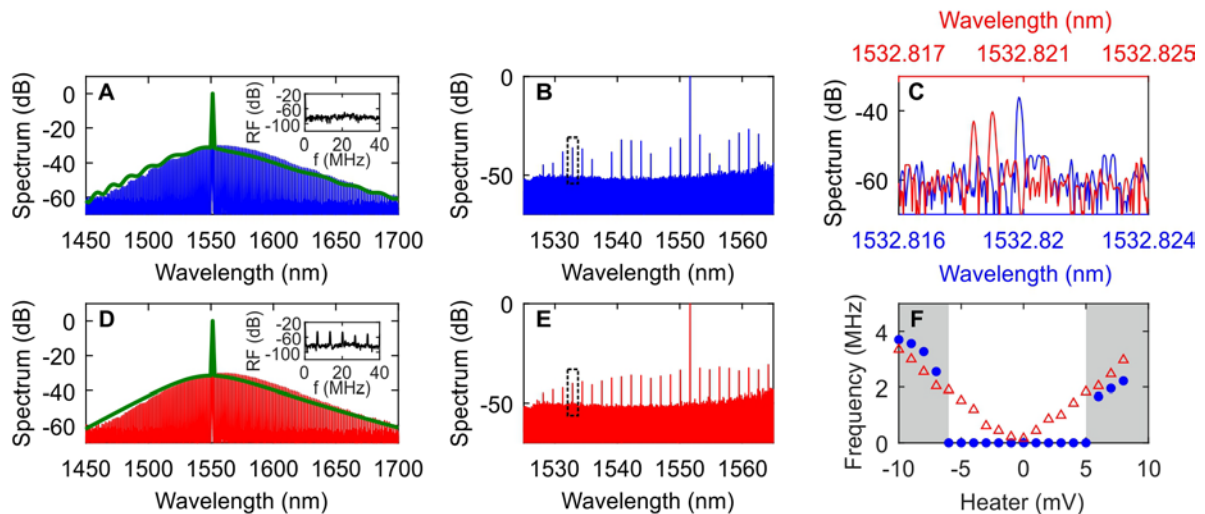 A
Spectrum (dB)
0
-20
-40
-60
1450 1500 1550 1600 1650 1700
Wavelength (nm)
RF (dB)
-20
-60
-100
0 20 40
f (MHz)
B
Spectrum (dB)
0
-50
1530 1540 1550 1560
Wavelength (nm)
Wavelength (nm)
1532.817 1532.821 1532.825
C
Spectrum (dB)
-40
-60
1532.816 1532.82 1532.824
Wavelength (nm)
D
Spectrum (dB)
0
-20
-40
-60
1450 1500 1550 1600 1650 1700
Wavelength (nm)
RF (dB)
-20
-60
-100
0 20 40
f (MHz)
E
Spectrum (dB)
0
-50
1530 1540 1550 1560
Wavelength (nm)
F
Frequency (MHz)
4
2
0
-10 -5 0 5 10
Heater (mV)